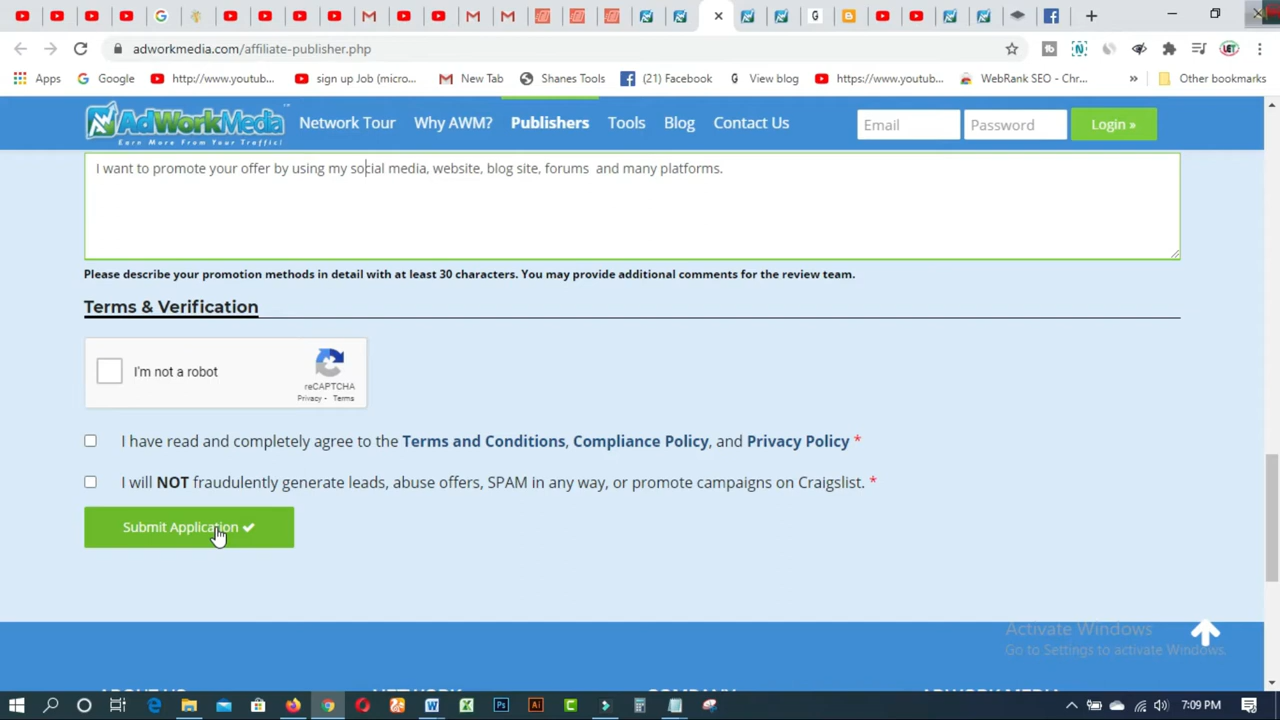 adworkmedia.com/affiliate-publisher.php
Apps Google http://www.youtub... sign up Job (micro... New Tab Shanes Tools (21) Facebook View blog https://www.youtub... WebRank SEO - Chr... » Other bookmarks
AdWorkMedia
Earn More From Your Traffic!
Network Tour Why AWM? Publishers Tools Blog Contact Us Email Password Login »
I want to promote your offer by using my social media, website, blog site, forums  and many platforms.
Please describe your promotion methods in detail with at least 30 characters. You may provide additional comments for the review team.
Terms & Verification
I'm not a robot
reCAPTCHA
Privacy - Terms
I have read and completely agree to the Terms and Conditions, Compliance Policy, and Privacy Policy *
I will NOT fraudulently generate leads, abuse offers, SPAM in any way, or promote campaigns on Craigslist. *
Submit Application
Activate Windows
Go to Settings to activate Windows.
7:09 PM